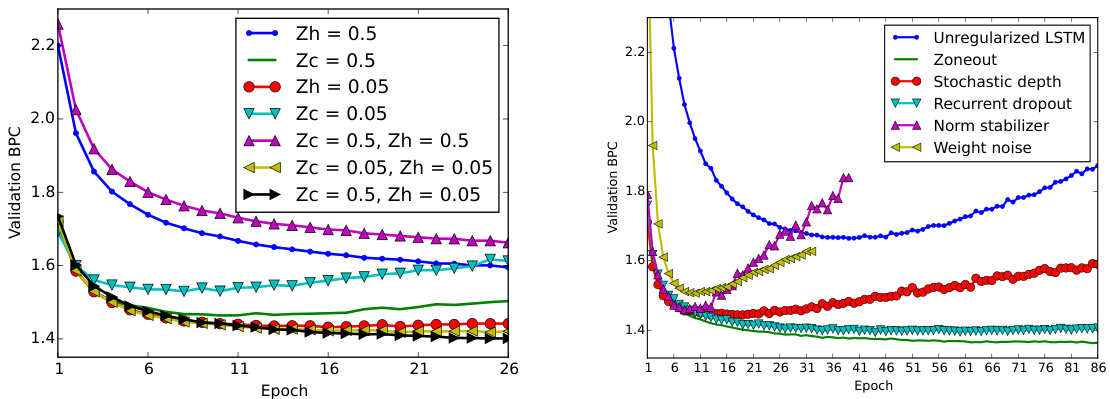 Validation BPC
2.2
2.0
1.8
1.6
1.4
1 6 11 16 21 26
Epoch
Zh = 0.5
Zc = 0.5
Zh = 0.05
Zc = 0.05
Zc = 0.5, Zh = 0.5
Zc = 0.05, Zh = 0.05
Zc = 0.5, Zh = 0.05
Validation BPC
2.2
2.0
1.8
1.6
1.4
1 6 11 16 21 26 31 36 41 46 51 56 61 66 71 76 81 86
Epoch
Unregularized LSTM
Zoneout
Stochastic depth
Recurrent dropout
Norm stabilizer
Weight noise